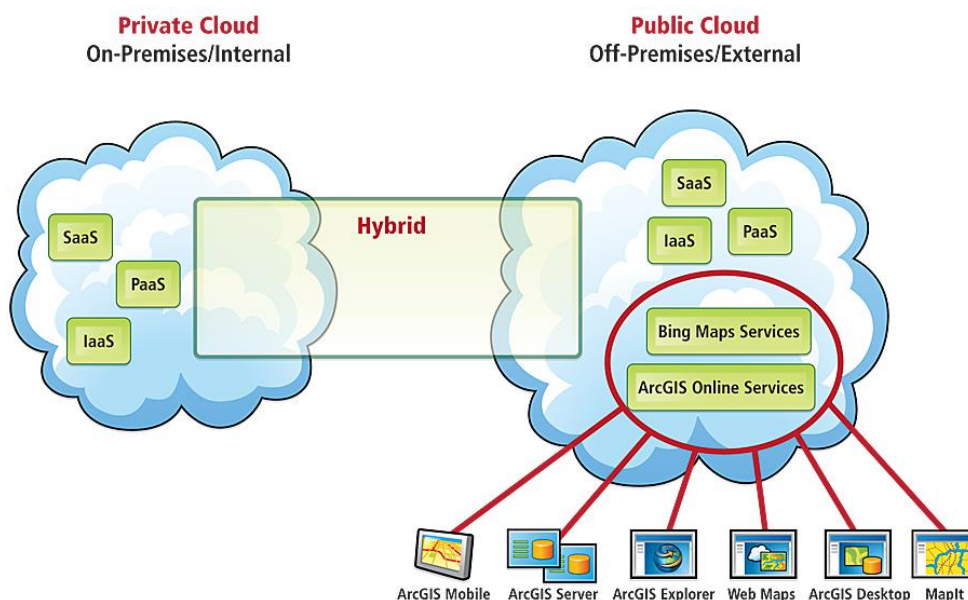 Private Cloud
On-Premises/Internal
Public Cloud
Off-Premises/External
SaaS
PaaS
IaaS
Hybrid
SaaS
IaaS
PaaS
Bing Maps Services
ArcGIS Online Services
ArcGIS Mobile
ArcGIS Server
ArcGIS Explorer
Web Maps
ArcGIS Desktop
MapIt